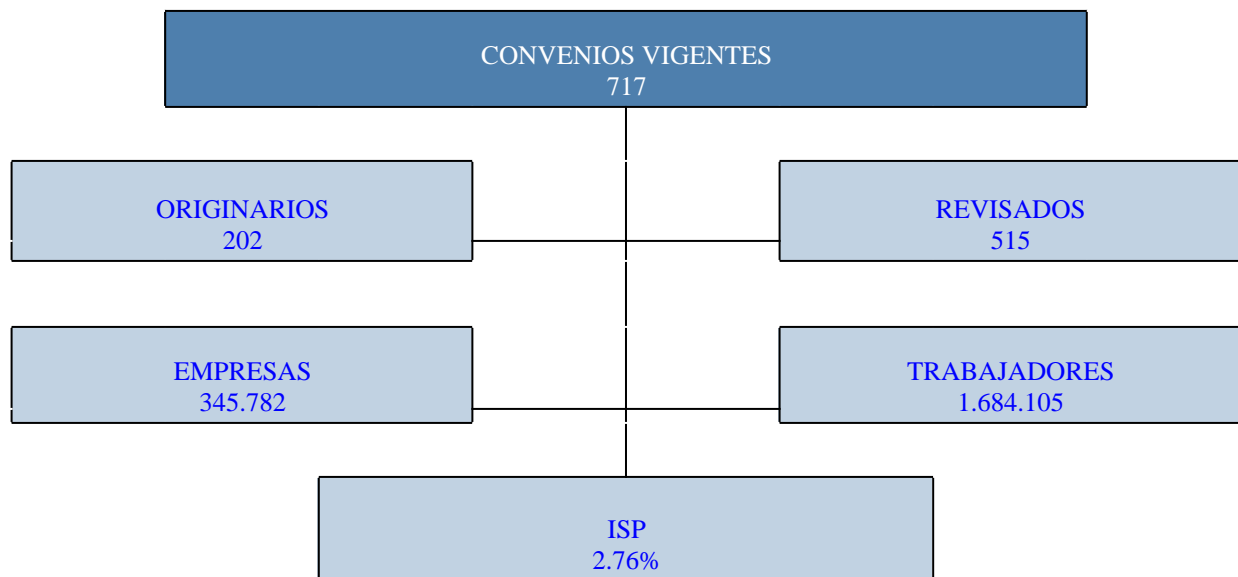 CONVENIOS VIGENTES
717
ORIGINARIOS
202
REVISADOS
515
EMPRESAS
345.782
TRABAJADORES
1.684.105
ISP
2.76%